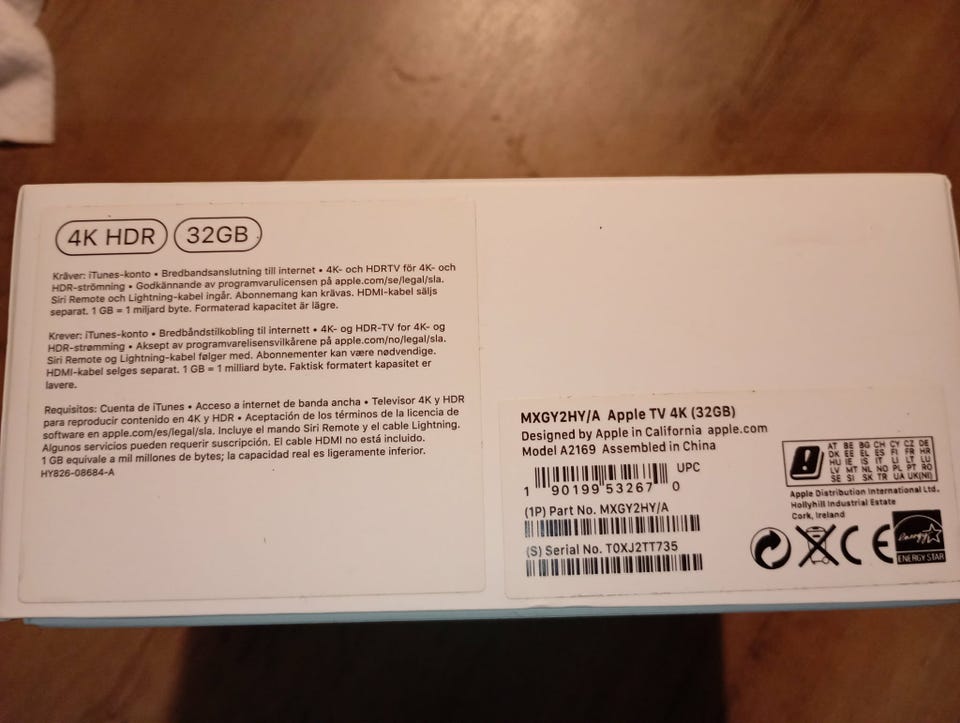 4K HDR 32GB
Kräver: iTunes-konto • Bredbandsanslutning till internet • 4K- och HDRTV för 4K- och
HDR-strömning • Godkännande av programvarulicensen på apple.com/se/legal/sla.
Siri Remote och Lightning-kabel ingår. Abonnemang kan krävas. HDMI-kabel säljs
separat. 1 GB = 1 miljard byte. Formaterad kapacitet är lägre.
Krever: iTunes-konto • Bredbåndstilkobling til internett • 4K- og HDR-TV for 4K- og
HDR-strømming • Aksept av programvarelisensvilkårene på apple.com/no/legal/sla.
Siri Remote og Lightning-kabel følger med. Abonnementer kan være nødvendige.
HDMI-kabel selges separat. 1 GB = 1 milliard byte. Faktisk formatert kapasitet er
lavere.
Requisitos: Cuenta de iTunes • Acceso a internet de banda ancha • Televisor 4K y HDR
para reproducir contenido en 4K y HDR • Aceptación de los términos de la licencia de
software en apple.com/es/legal/sla. Incluye el mando Siri Remote y el cable Lightning.
Algunos servicios pueden requerir suscripción. El cable HDMI no está incluido.
1 GB equivale a mil millones de bytes; la capacidad real es ligeramente inferior.
HY826-08684-A
MXGY2HY/A Apple TV 4K (32GB)
Designed by Apple in California apple.com
Model A2169 Assembled in China
UPC
1 90199 53267 0
(1P) Part No. MXGY2HY/A
(S) Serial No. T0XJ2TT735
AT BE BG CH CY CZ DE
DK EE EL ES FI FR HR
HU IE IS IT LI LT LU
LV MT NL NO PL PT RO
SE SI SK TR UA UK(NI)
Apple Distribution International Ltd.
Hollyhill Industrial Estate
Cork, Ireland
CE
energy
ENERGY STAR